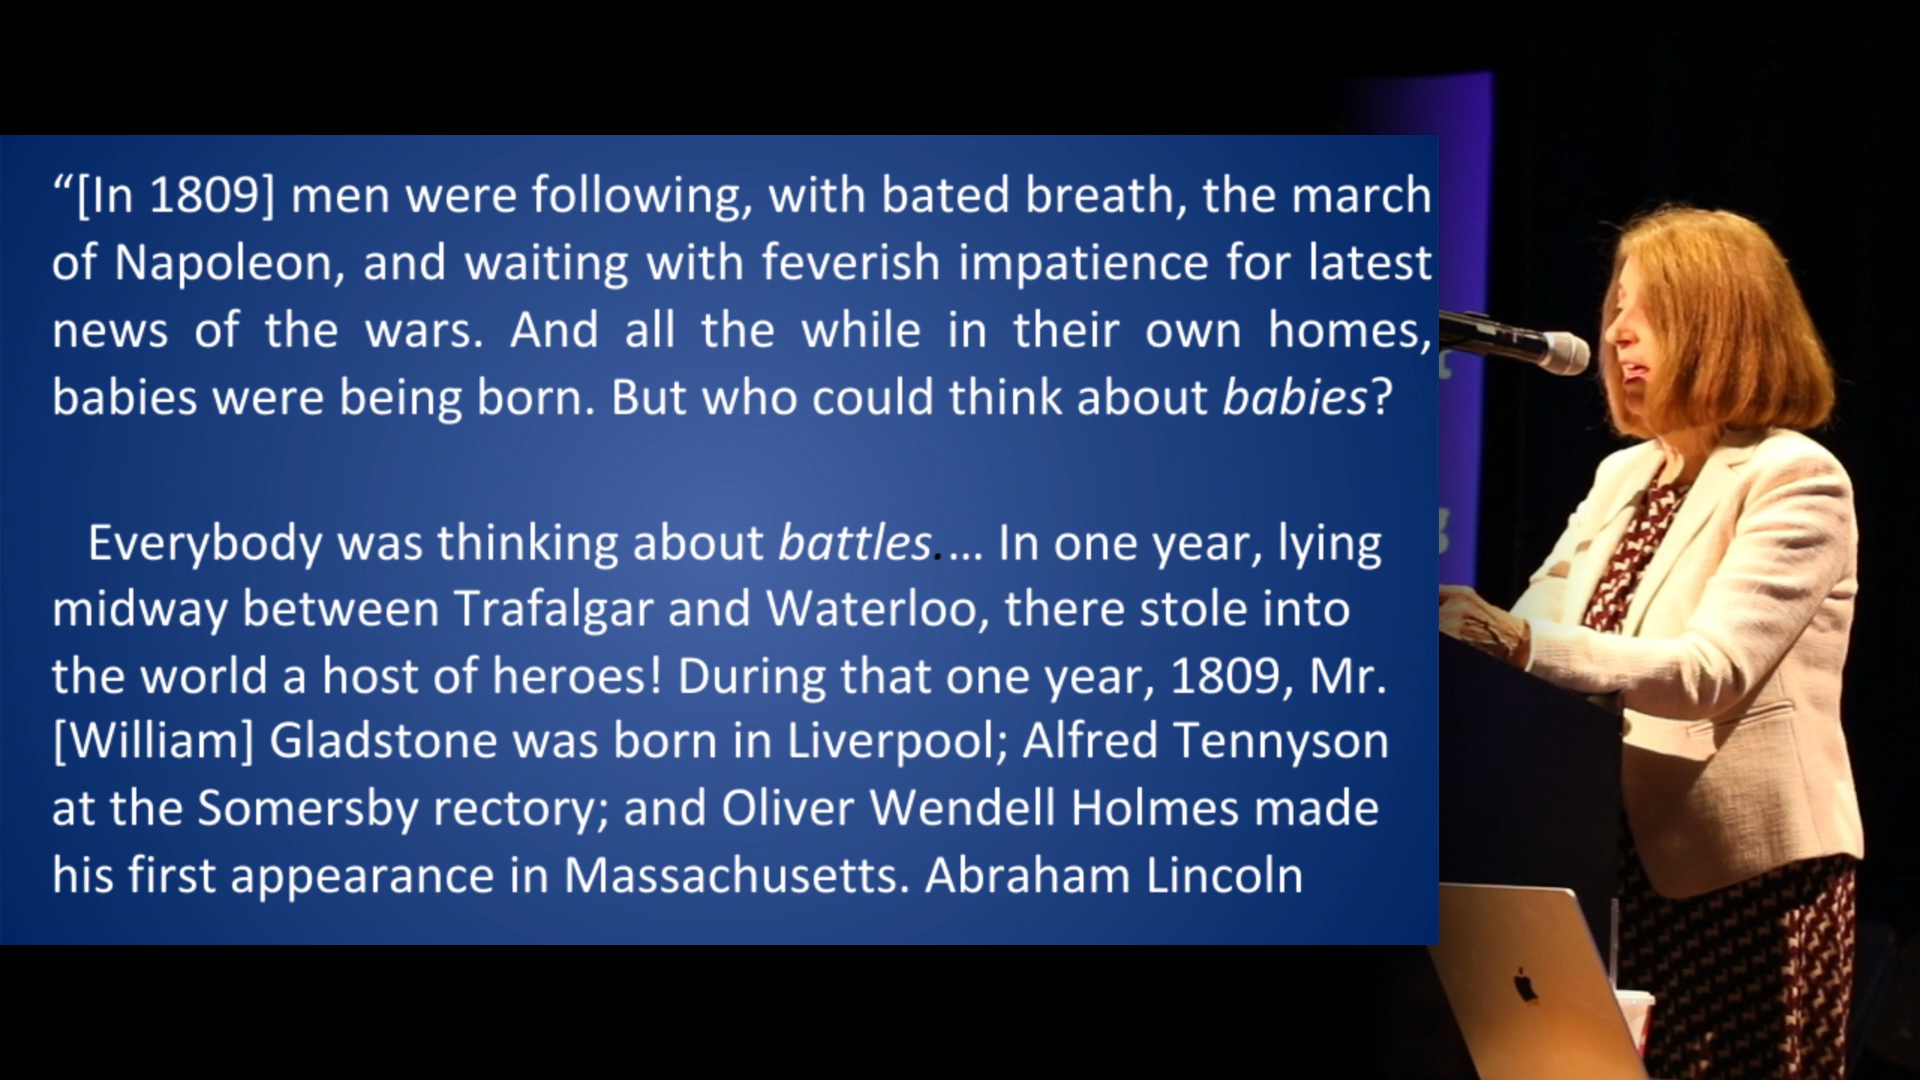 “[In 1809] men were following, with bated breath, the march
of Napoleon, and waiting with feverish impatience for latest
news of the wars. And all the while in their own homes,
babies were being born. But who could think about babies?
Everybody was thinking about battles.… In one year, lying
midway between Trafalgar and Waterloo, there stole into
the world a host of heroes! During that one year, 1809, Mr.
[William] Gladstone was born in Liverpool; Alfred Tennyson
at the Somersby rectory; and Oliver Wendell Holmes made
his first appearance in Massachusetts. Abraham Lincoln